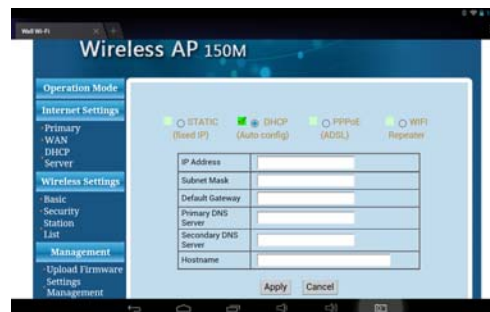 Wall Wi-Fi
Wireless AP 150M
Operation Mode
Internet Settings
Primary
WAN
DHCP
Server
Wireless Settings
Basic
Security
Station
List
Management
Upload Firmware
Settings
Management
STATIC
(fixed IP)
DHCP
(Auto config)
PPPoE
(ADSL)
WIFI
Repeater
IP Address
Subnet Mask
Default Gateway
Primary DNS
Server
Secondary DNS
Server
Hostname
Apply
Cancel